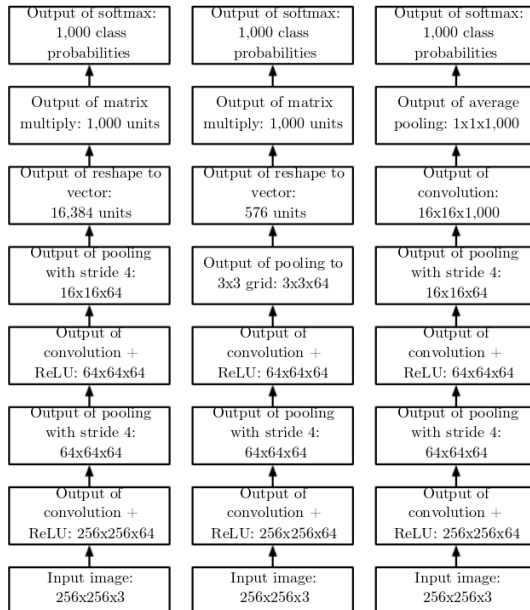 Output of softmax:
1,000 class
probabilities
Output of matrix
multiply: 1,000 units
Output of reshape to
vector:
16,384 units
Output of pooling
with stride 4:
16x16x64
Output of
convolution +
ReLU: 64x64x64
Output of pooling
with stride 4:
64x64x64
Output of
convolution +
ReLU: 256x256x64
Input image:
256x256x3
Output of softmax:
1,000 class
probabilities
Output of matrix
multiply: 1,000 units
Output of reshape to
vector:
576 units
Output of pooling to
3x3 grid: 3x3x64
Output of
convolution +
ReLU: 64x64x64
Output of pooling
with stride 4:
64x64x64
Output of
convolution +
ReLU: 256x256x64
Input image:
256x256x3
Output of softmax:
1,000 class
probabilities
Output of average
pooling: 1x1x1,000
Output of
convolution:
16x16x1,000
Output of pooling
with stride 4:
16x16x64
Output of
convolution +
ReLU: 64x64x64
Output of pooling
with stride 4:
64x64x64
Output of
convolution +
ReLU: 256x256x64
Input image:
256x256x3